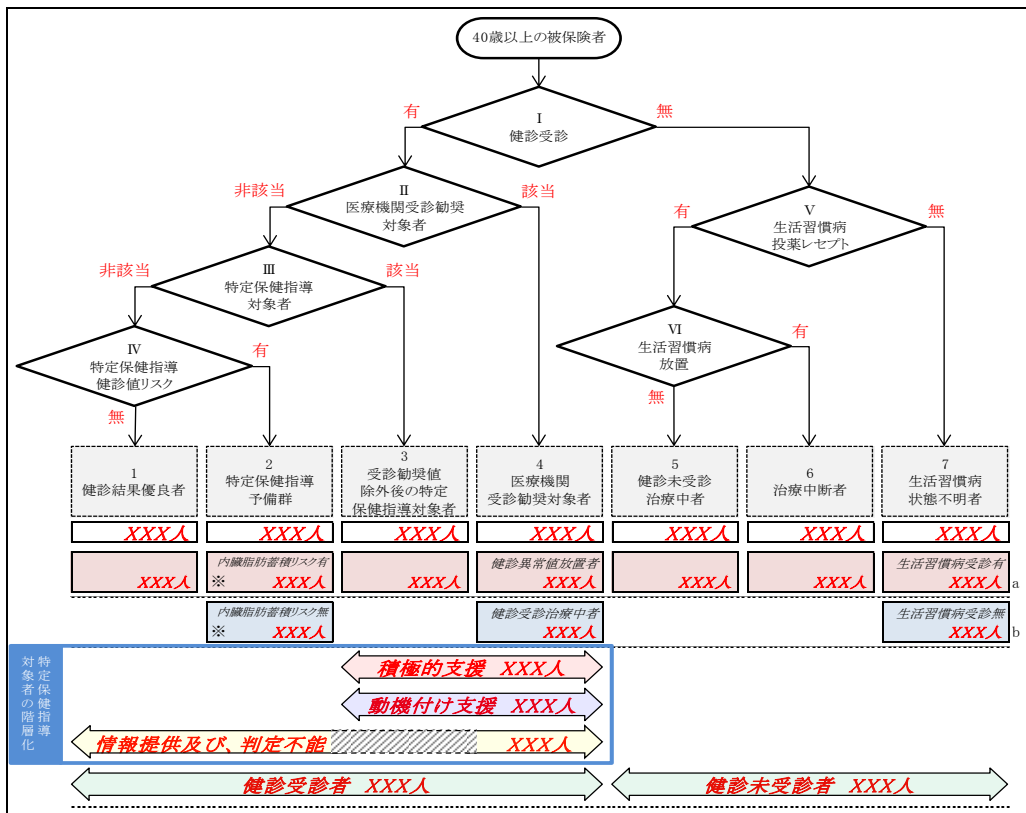 40歳以上の被保険者
Ⅰ
健診受診
有
無
Ⅱ
医療機関受診勧奨
対象者
非該当
該当
Ⅴ
生活習慣病
投薬レセプト
有
無
Ⅲ
特定保健指導
対象者
非該当
該当
Ⅵ
生活習慣病
放置
有
無
Ⅳ
特定保健指導
健診値リスク
有
無
1
健診結果優良者
2
特定保健指導
予備群
3
受診勧奨値
除外後の特定
保健指導対象者
4
医療機関
受診勧奨対象者
5
健診未受診
治療中者
6
治療中断者
7
生活習慣病
状態不明者
XXX人
XXX人
XXX人
XXX人
XXX人
XXX人
XXX人
XXX人
内臓脂肪蓄積リスク有
※ XXX人
XXX人
健診異常値放置者
XXX人
XXX人
XXX人
生活習慣病受診有
XXX人
a
内臓脂肪蓄積リスク無
※ XXX人
健診受診治療中者
XXX人
生活習慣病受診無
XXX人
b
特定保健指導
対象者の階層化
積極的支援 XXX人
動機付け支援 XXX人
情報提供及び、判定不能 XXX人
健診受診者 XXX人
健診未受診者 XXX人